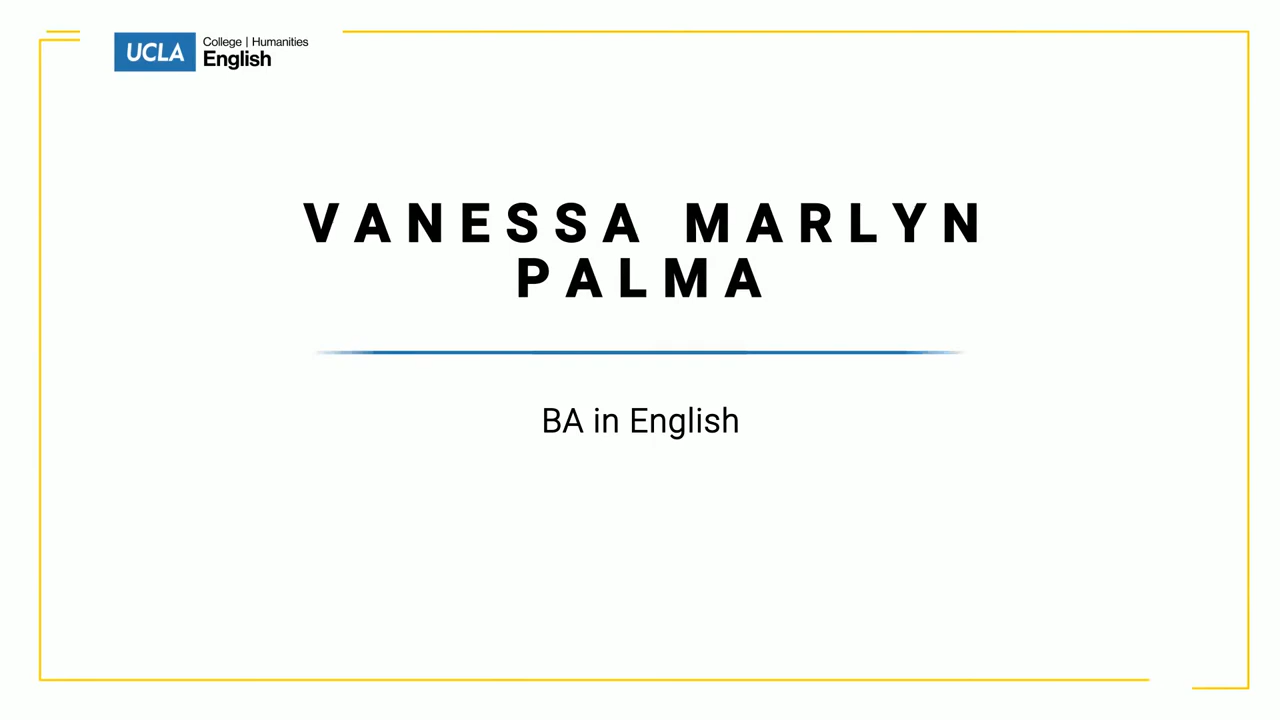 UCLA College | Humanities
English
VANESSA MARLYN
PALMA
BA in English